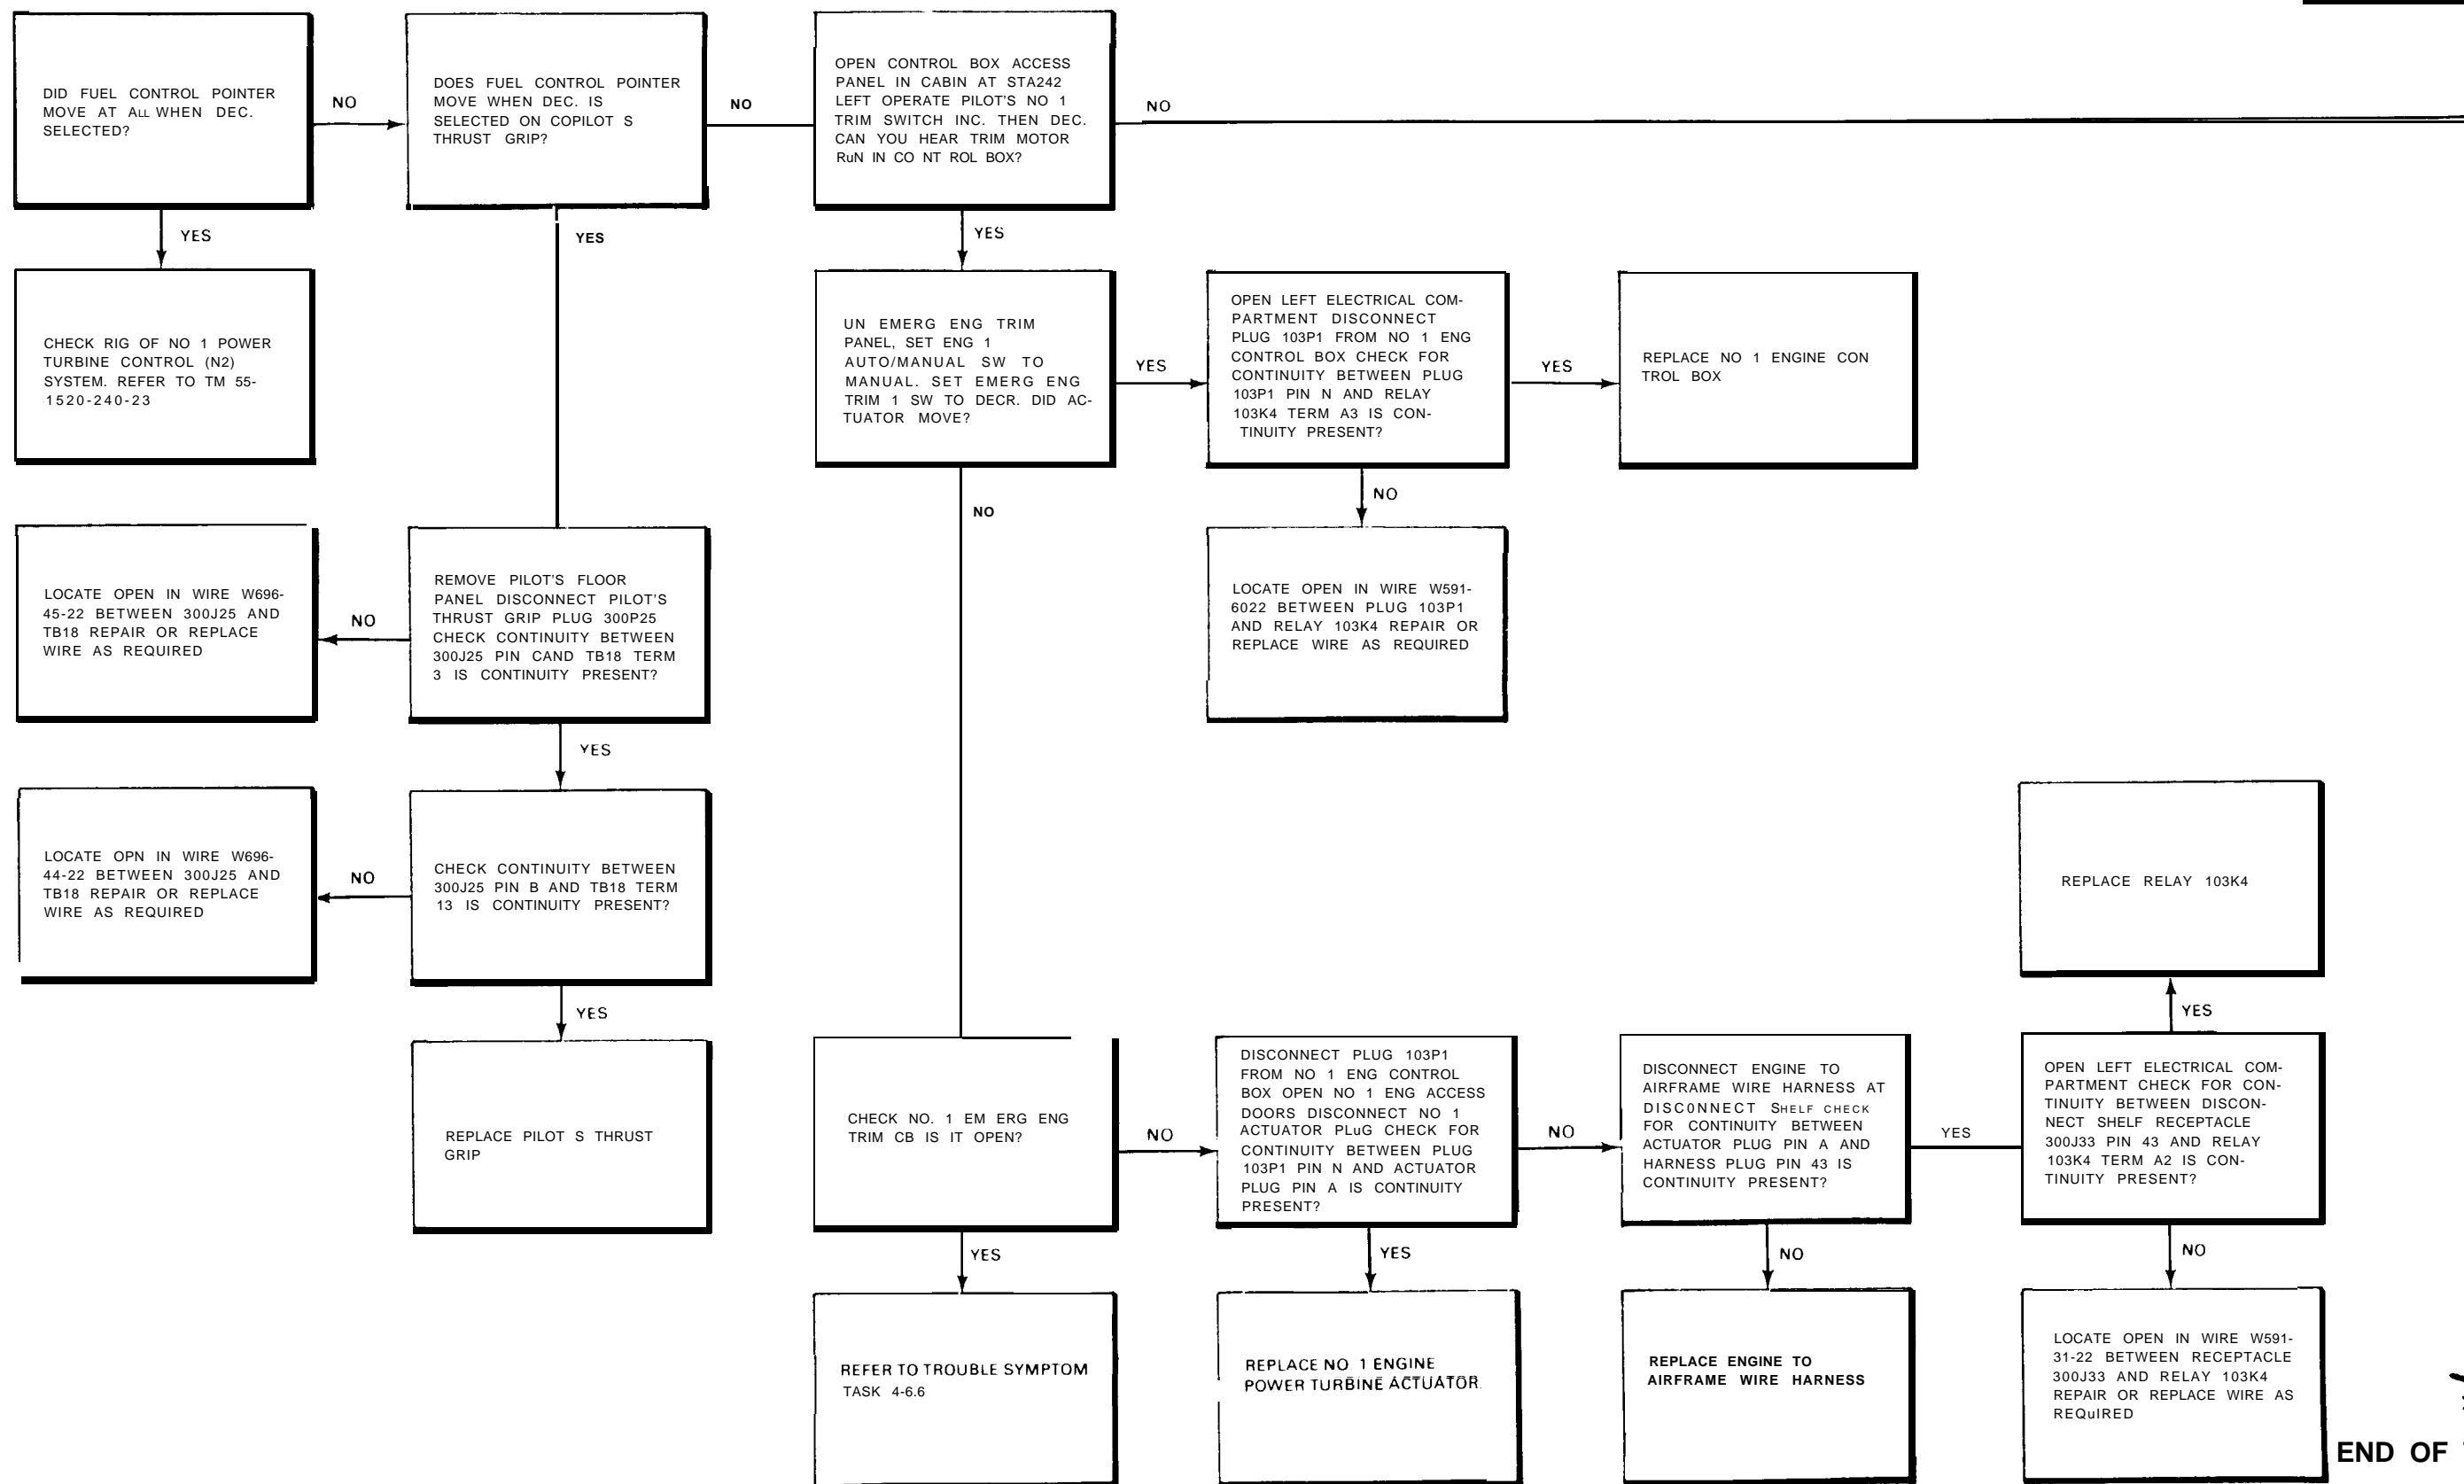 DID FUEL CONTROL POINTER
MOVE AT ALL WHEN DEC.
SELECTED?
NO
DOES FUEL CONTROL POINTER
MOVE WHEN DEC. IS
SELECTED ON COPILOT S
THRUST GRIP?
NO
OPEN CONTROL BOX ACCESS
PANEL IN CABIN AT STA242
LEFT OPERATE PILOT'S NO 1
TRIM SWITCH INC. THEN DEC.
CAN YOU HEAR TRIM MOTOR
RuN IN CO NT ROL BOX?
NO
YES
YES
YES
CHECK RIG OF NO 1 POWER
TURBINE CONTROL (N2)
SYSTEM. REFER TO TM 55-
1520-240-23
UN EMERG ENG TRIM
PANEL, SET ENG 1
AUTO/MANUAL SW TO
MANUAL. SET EMERG ENG
TRIM 1 SW TO DECR. DID AC-
TUATOR MOVE?
YES
OPEN LEFT ELECTRICAL COM-
PARTMENT DISCONNECT
PLUG 103P1 FROM NO 1 ENG
CONTROL BOX CHECK FOR
CONTINUITY BETWEEN PLUG
103P1 PIN N AND RELAY
103K4 TERM A3 IS CON-
TINUITY PRESENT?
YES
REPLACE NO 1 ENGINE CON
TROL BOX
NO
NO
LOCATE OPEN IN WIRE W696-
45-22 BETWEEN 300J25 AND
TB18 REPAIR OR REPLACE
WIRE AS REQUIRED
NO
REMOVE PILOT'S FLOOR
PANEL DISCONNECT PILOT'S
THRUST GRIP PLUG 300P25
CHECK CONTINUITY BETWEEN
300J25 PIN CAND TB18 TERM
3 IS CONTINUITY PRESENT?
LOCATE OPEN IN WIRE W591-
6022 BETWEEN PLUG 103P1
AND RELAY 103K4 REPAIR OR
REPLACE WIRE AS REQUIRED
YES
LOCATE OPN IN WIRE W696-
44-22 BETWEEN 300J25 AND
TB18 REPAIR OR REPLACE
WIRE AS REQUIRED
NO
CHECK CONTINUITY BETWEEN
300J25 PIN B AND TB18 TERM
13 IS CONTINUITY PRESENT?
REPLACE RELAY 103K4
YES
YES
REPLACE PILOT S THRUST
GRIP
CHECK NO. 1 EM ERG ENG
TRIM CB IS IT OPEN?
NO
DISCONNECT PLUG 103P1
FROM NO 1 ENG CONTROL
BOX OPEN NO 1 ENG ACCESS
DOORS DISCONNECT NO 1
ACTUATOR PLuG CHECK FOR
CONTINUITY BETWEEN PLUG
103P1 PIN N AND ACTUATOR
PLUG PIN A IS CONTINUITY
PRESENT?
NO
DISCONNECT ENGINE TO
AIRFRAME WIRE HARNESS AT
DISC0NNECT SHELF CHECK
FOR CONTINUITY BETWEEN
ACTUATOR PLUG PIN A AND
HARNESS PLUG PIN 43 IS
CONTINUITY PRESENT?
YES
OPEN LEFT ELECTRICAL COM-
PARTMENT CHECK FOR CON-
TINUITY BETWEEN DISCON-
NECT SHELF RECEPTACLE
300J33 PIN 43 AND RELAY
103K4 TERM A2 IS CON-
TINUITY PRESENT?
YES
YES
NO
NO
REFER TO TROUBLE SYMPTOM
TASK 4-6.6
REPLACE NO. 1 ENGINE
POWER TURBINE ACTUATOR.
REPLACE ENGINE TO
AIRFRAME WIRE HARNESS
LOCATE OPEN IN WIRE W591-
31-22 BETWEEN RECEPTACLE
300J33 AND RELAY 103K4
REPAIR OR REPLACE WIRE AS
REQuIRED
END OF